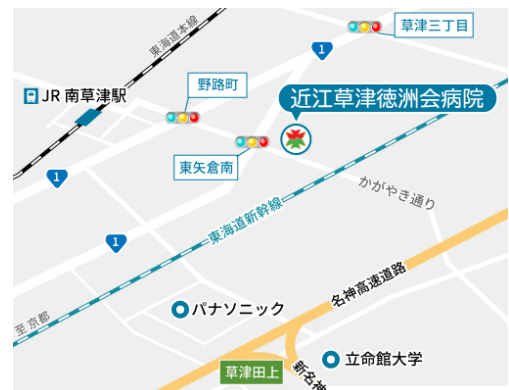 草津三丁目
東海道本線
1
JR 南草津駅
野路町
近江草津徳洲会病院
東矢倉南
1
かがやき通り
東海道新幹線
1
名神高速道路
至 京都
パナソニック
立命館大学
草津田上
新名神